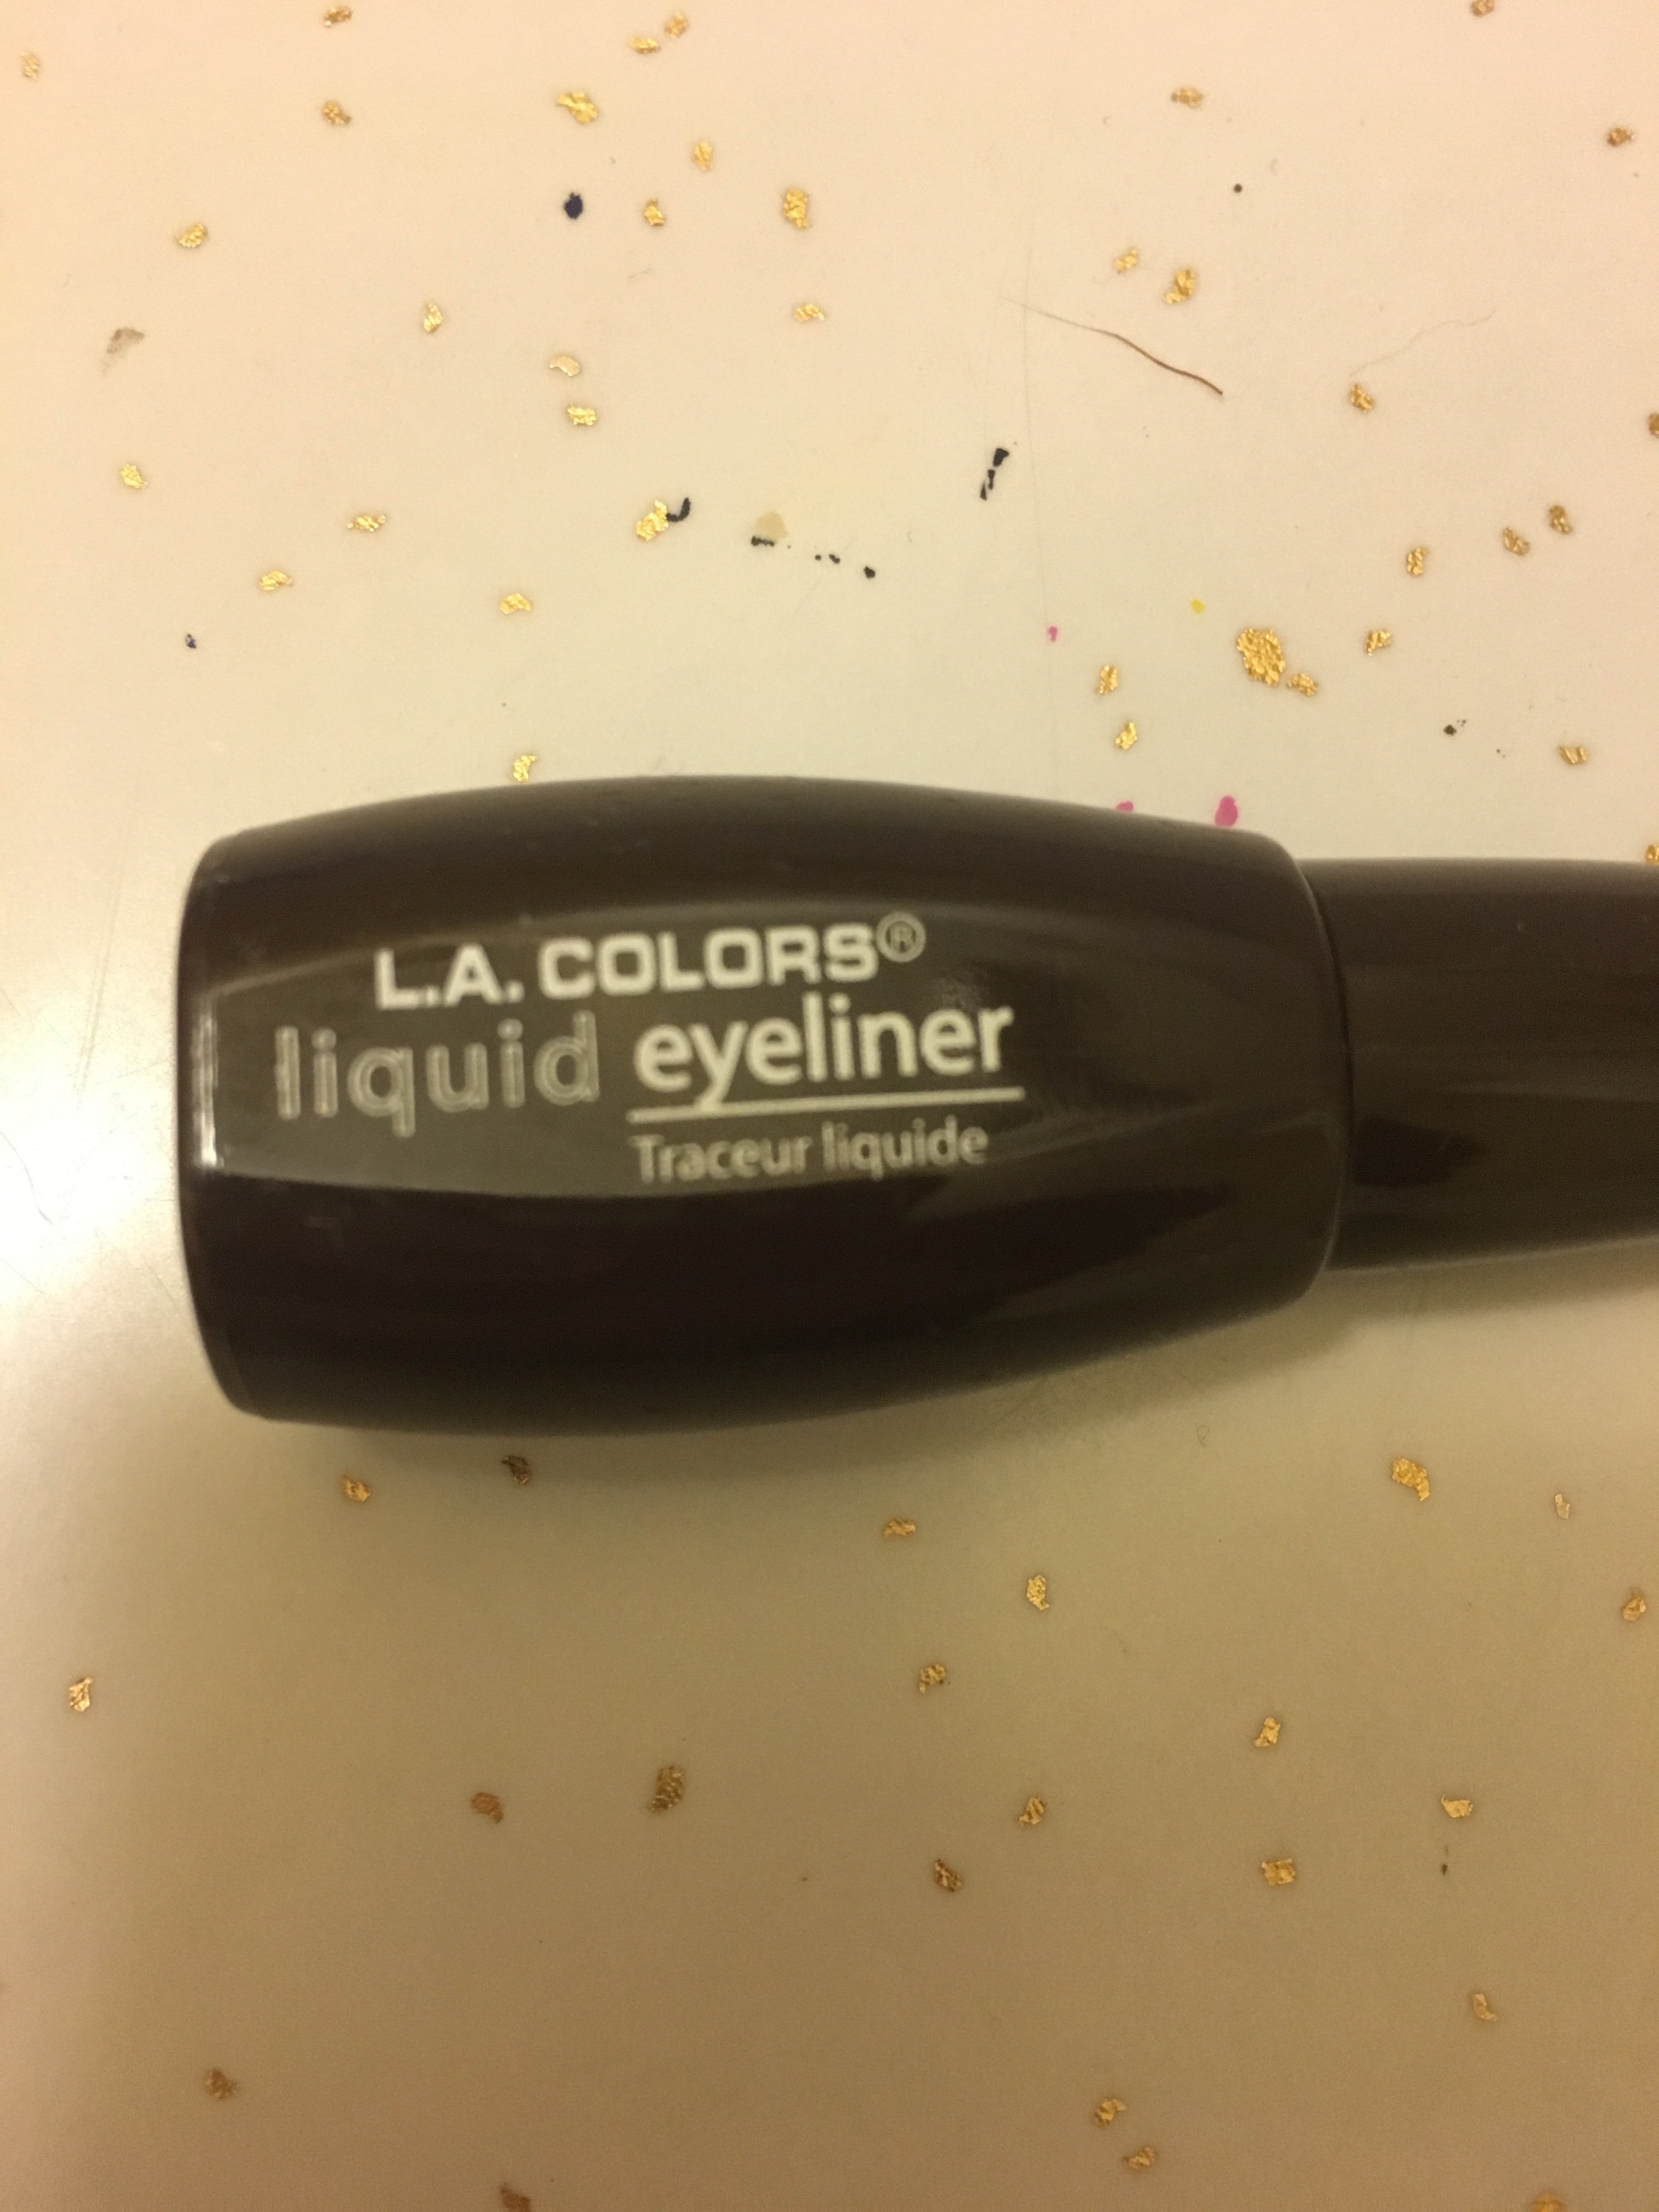 L.A. COLORS®
liquid eyeliner
Traceur liquide